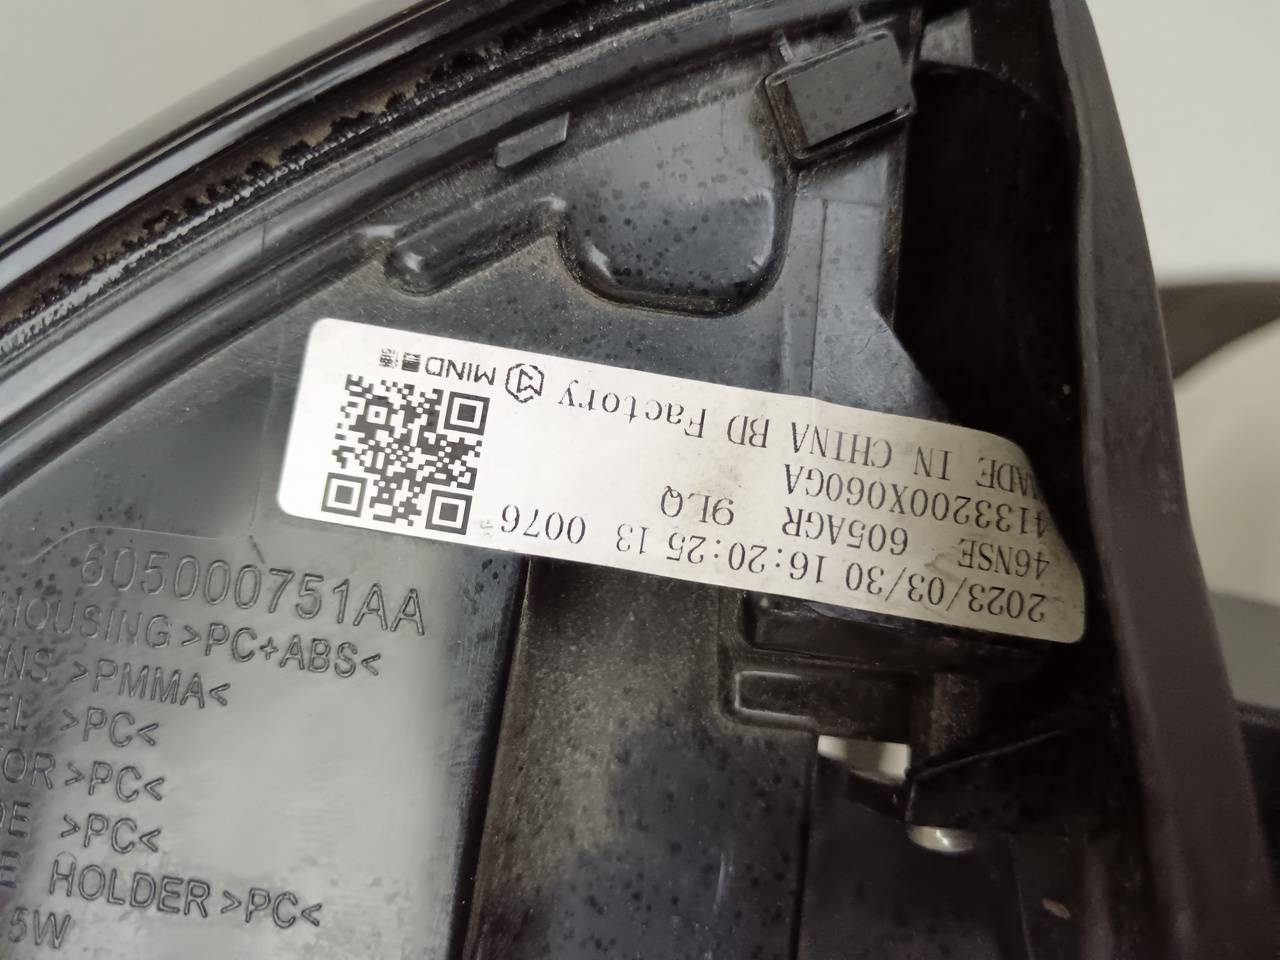 2023/03/30 16:20:25 13 0076
46NSE 605AGR 9LQ
4133200X060GA
MADE IN CHINA BD Factory
MIND
605000751AA
HOUSING >PC+ABS<
>PMMA<
>PC<
>PC<
>PC<
HOLDER >PC<
5W